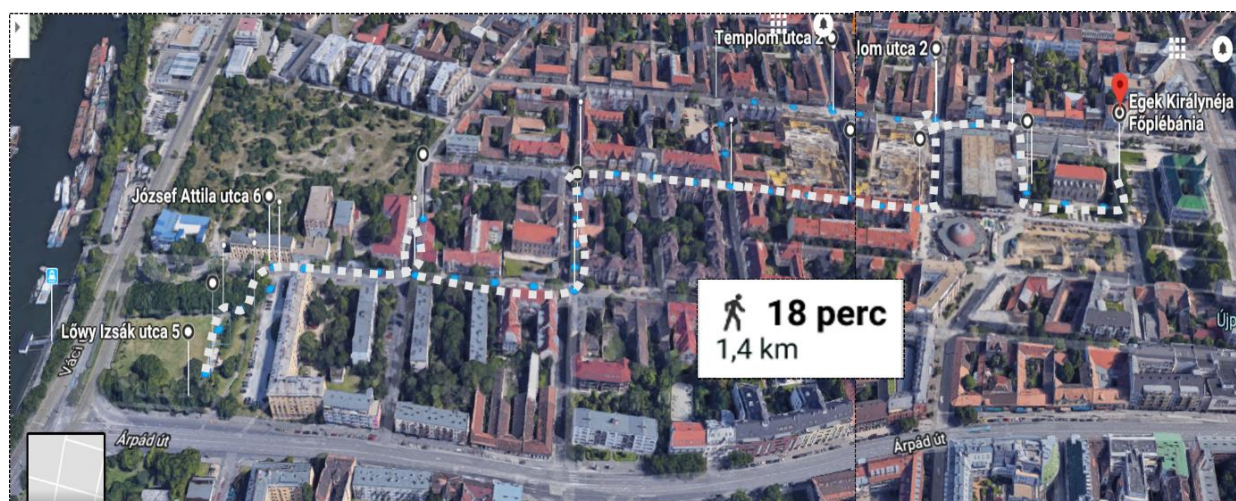 Templom utca 2
lom utca 2
Egek Királynéja
Főplébánia
József Attila utca 6
Lőwy Izsák utca 5
Váci
18 perc
1,4 km
Újp
Árpád út
Árpád út